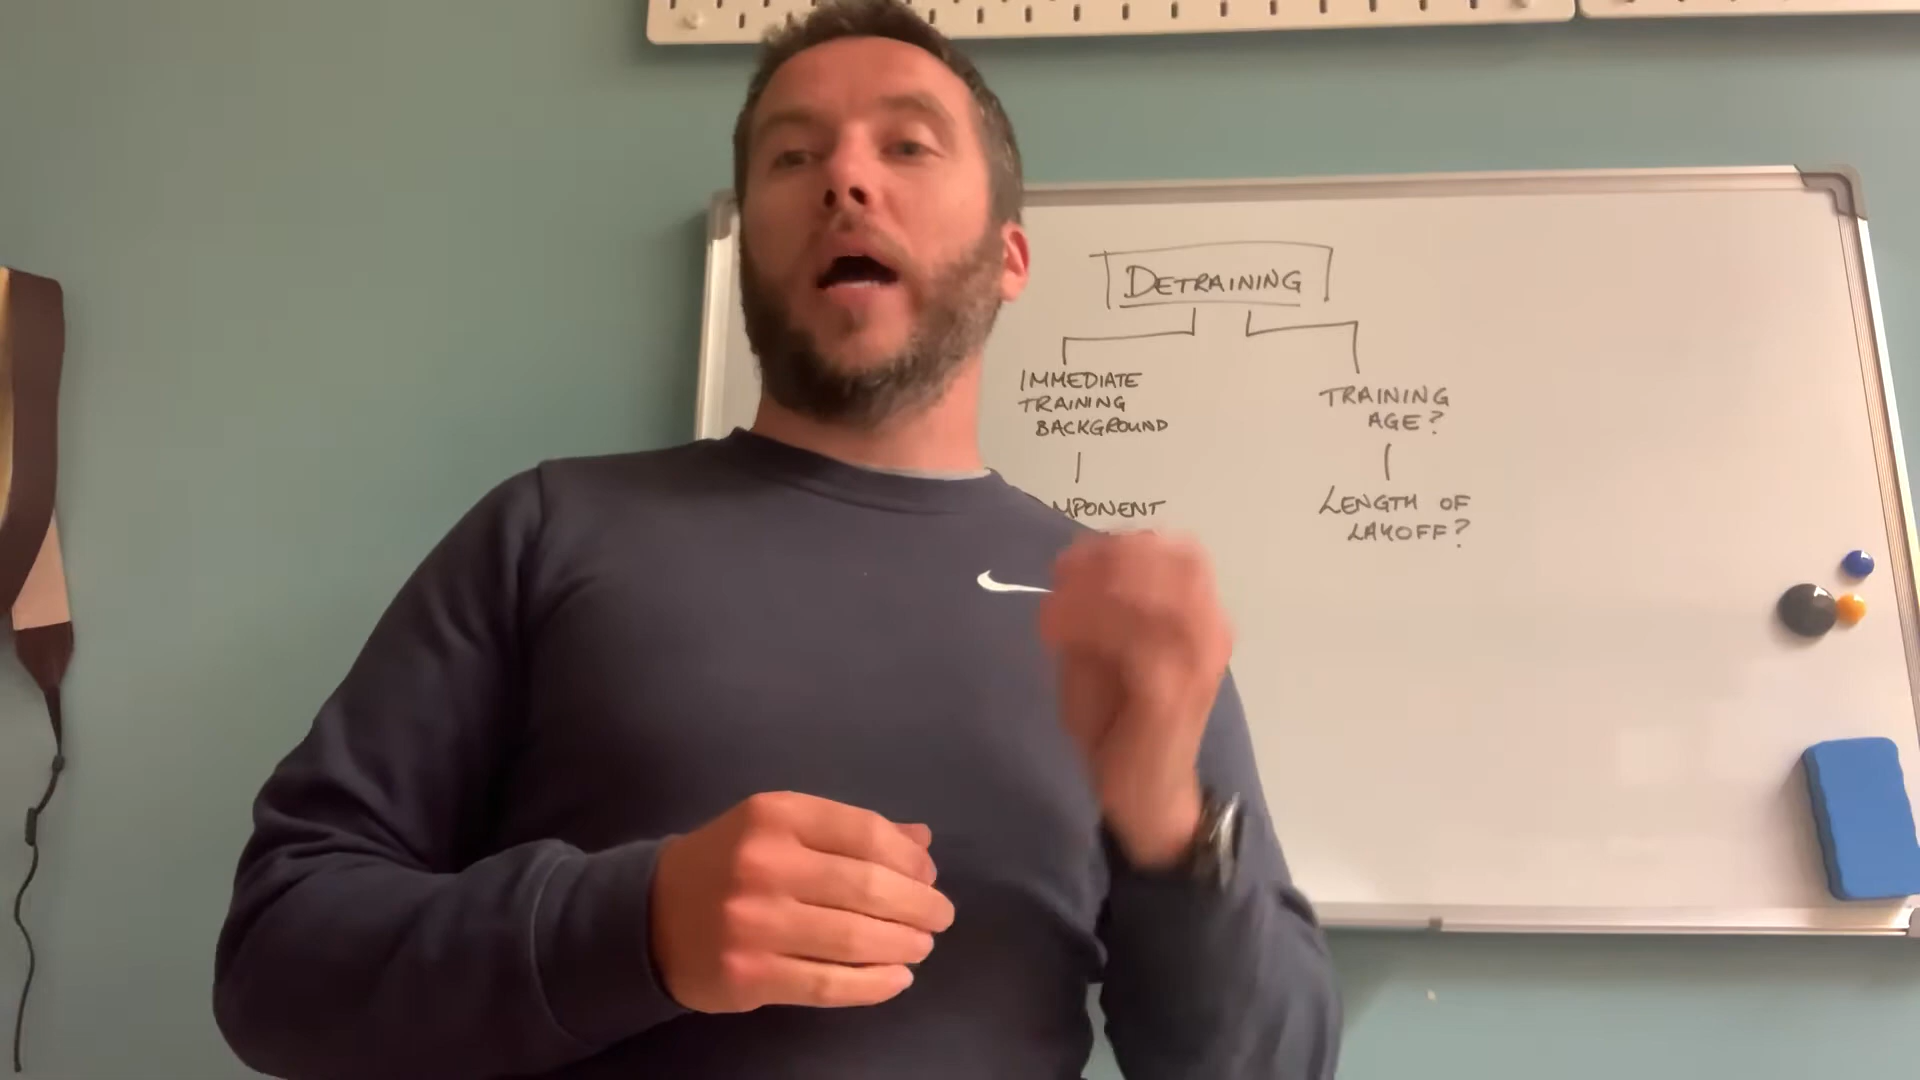 DETRAINING
IMMEDIATE
TRAINING
BACKGROUND
TRAINING
AGE?
LENGTH OF
LAYOFF?